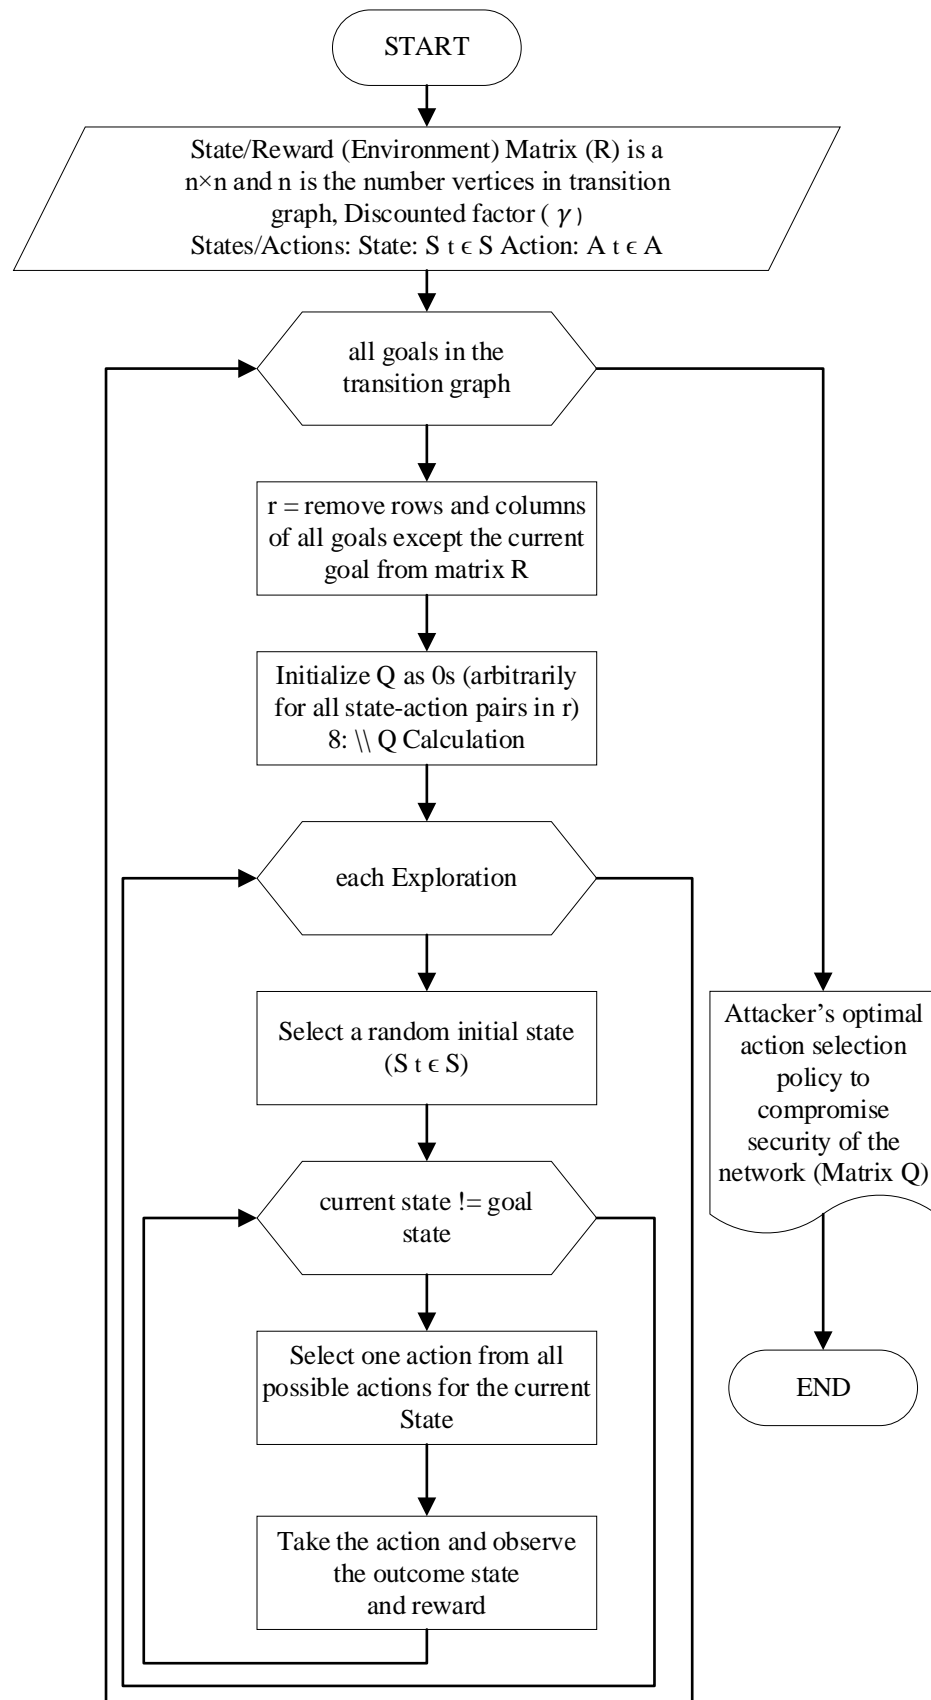 START
State/Reward (Environment) Matrix (R) is a
n×n and n is the number vertices in transition
graph, Discounted factor ( γ )
States/Actions: State: S t ϵ S Action: A t ϵ A
all goals in the
transition graph
r = remove rows and columns
of all goals except the current
goal from matrix R
Initialize Q as 0s (arbitrarily
for all state-action pairs in r)
8: \\ Q Calculation
each Exploration
Select a random initial state
(S t ϵ S)
current state != goal
state
Select one action from all
possible actions for the current
State
Take the action and observe
the outcome state
and reward
Attacker’s optimal
action selection
policy to
compromise
security of the
network (Matrix Q)
END